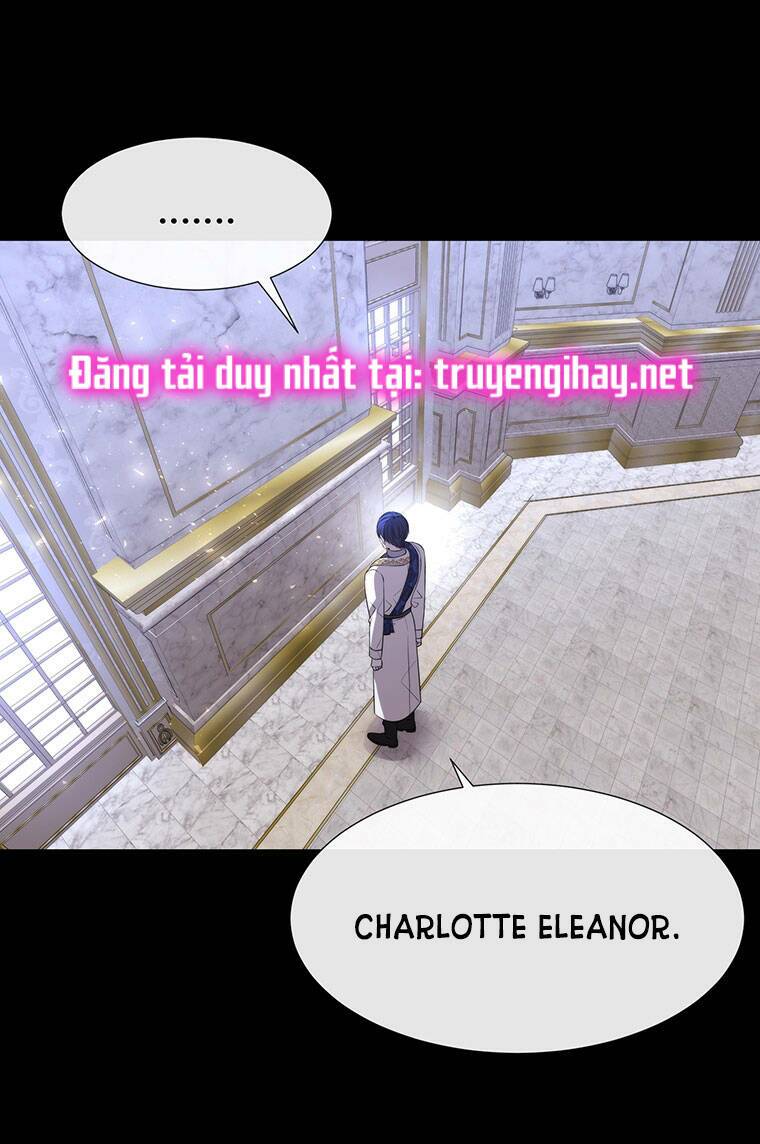 .......
Đăng tải duy nhất tại: truyengihay.net
CHARLOTTE ELEANOR.